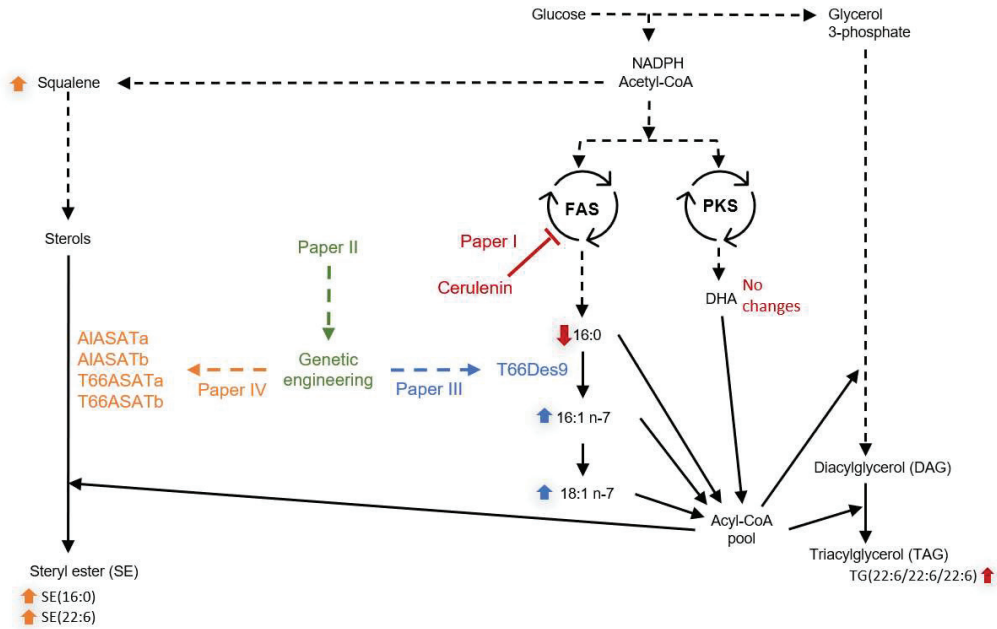 Glucose
Glycerol
3-phosphate
NADPH
Acetyl-CoA
Squalene
FAS
PKS
Sterols
Paper II
Paper I
Cerulenin
DHA
No
changes
16:0
AlASATa
AlASATb
T66ASATa
T66ASATb
Paper IV
Genetic
engineering
Paper III
T66Des9
16:1 n-7
18:1 n-7
Diacylglycerol (DAG)
Acyl-CoA
pool
Triacylglycerol (TAG)
TG(22:6/22:6/22:6)
Steryl ester (SE)
SE(16:0)
SE(22:6)